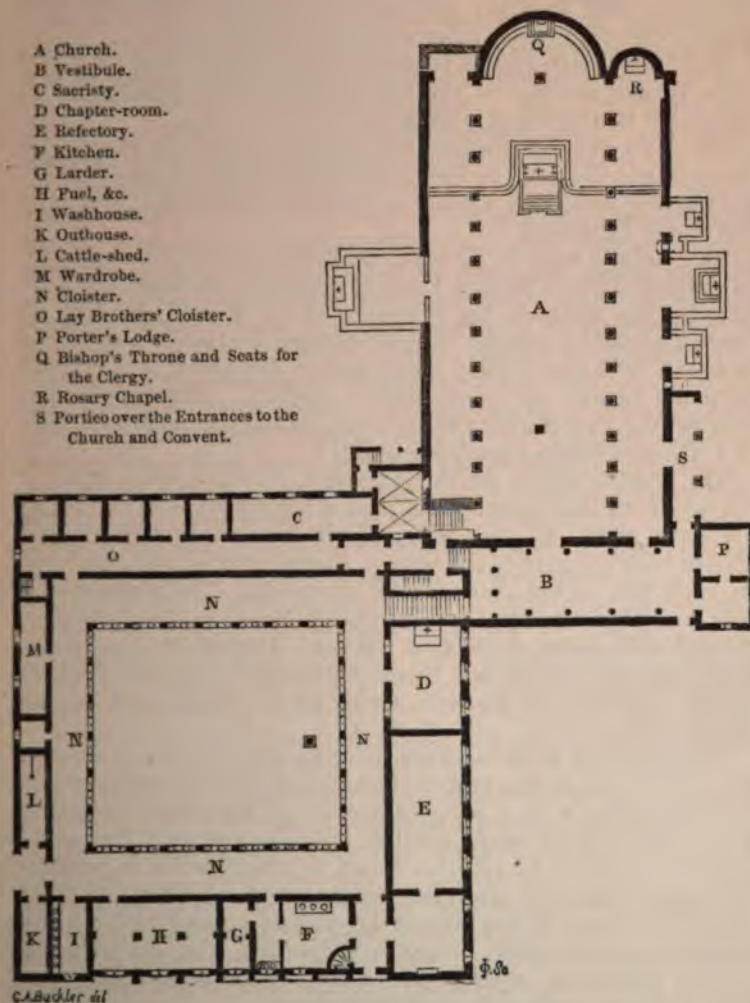 A Church.
B Vestibule.
C Sacristy.
D Chapter-room.
E Refectory.
F Kitchen.
G Larder.
H Fuel, &c.
I Washhouse.
K Outhouse.
L Cattle-shed.
M Wardrobe.
N Cloister.
O Lay Brothers' Cloister.
P Porter's Lodge.
Q Bishop's Throne and Seats for
the Clergy.
R Rosary Chapel.
S Portico over the Entrances to the
Church and Convent.
Q
R
A
S
C
P
O
B
N
M
D
N
N
L
E
N
K
I
H
G
F
C.A. Buckler del